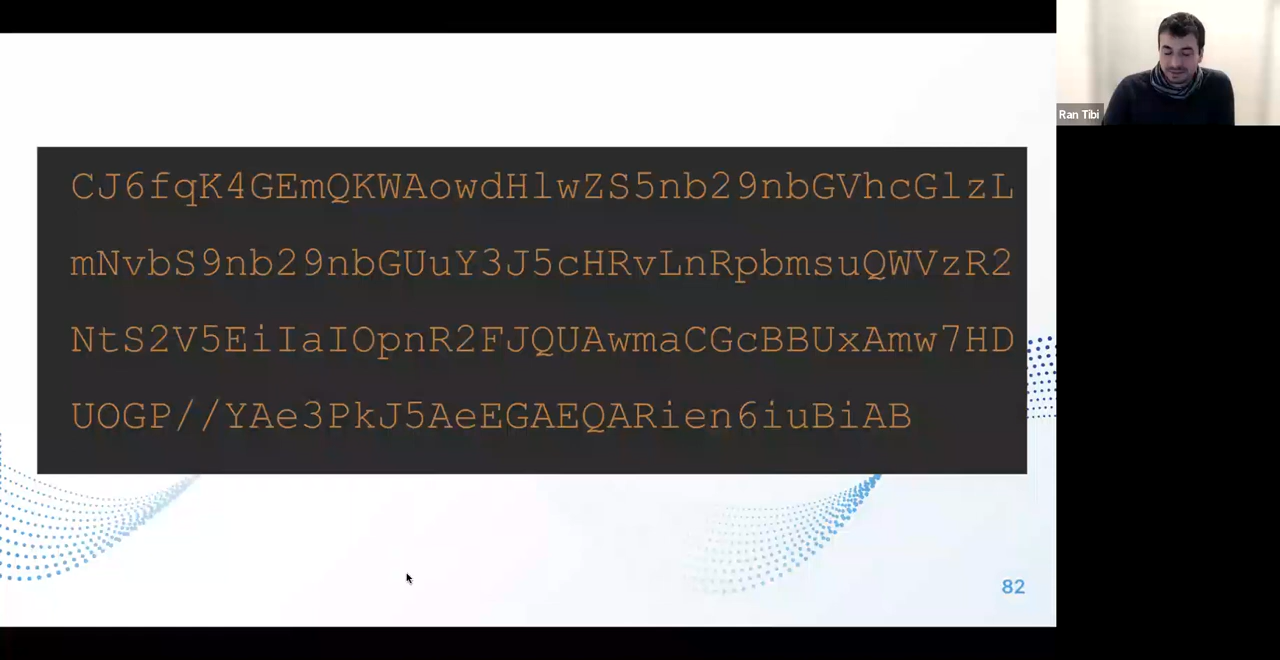 CJ6fqK4GEmQKWAowdHlwZS5nb29nbGVhcGlzL
mNvbS9nb29nbGUuY3J5cHRvLnRpbmsuQWVzR2
NtS2V5EiIaIOpnR2FJQUAwmaCGcBBUxAmw7HD
UOGP//YAe3PkJ5AeEGAEQARien6iuBiAB
82
Ran Tibi